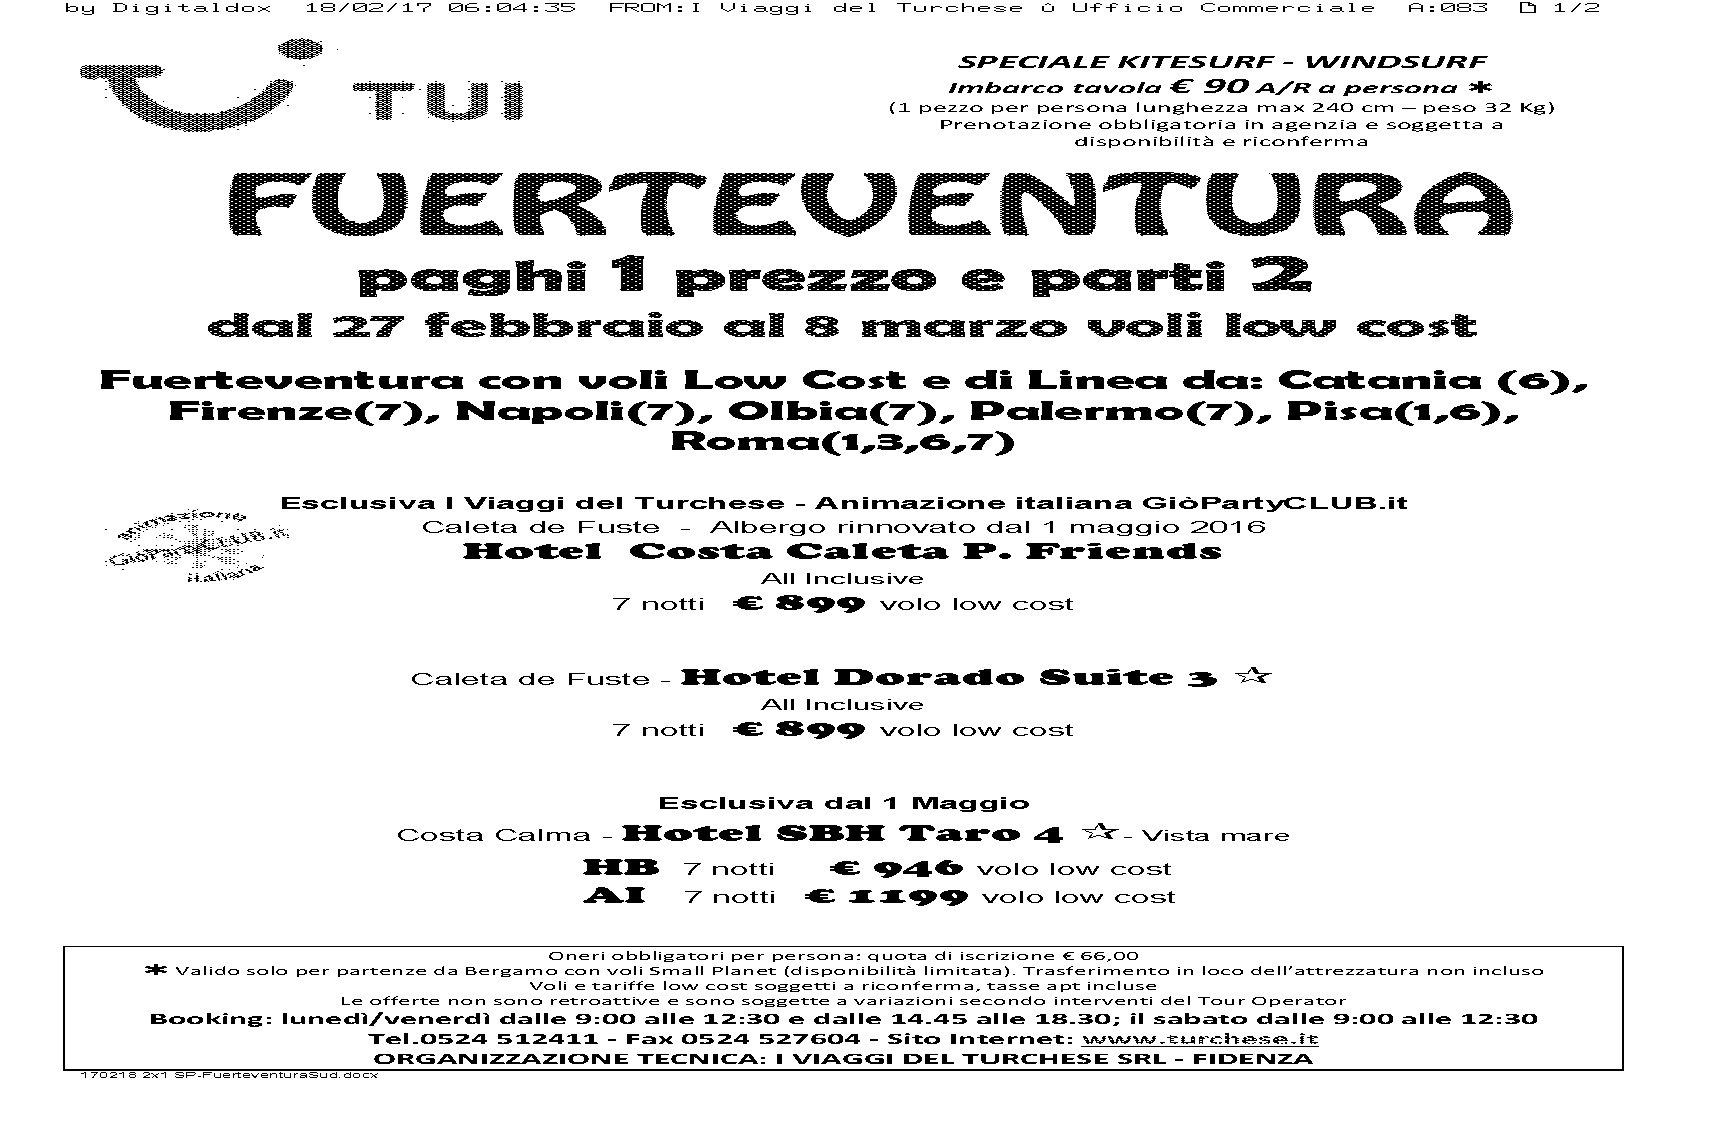 by Digitaldox 18/02/17 06:04:35 FROM:I Viaggi del Turchese ù Ufficio Commerciale A:083 1/2
TUI
SPECIALE KITESURF - WINDSURF
Imbarco tavola € 90 A/R a persona *
(1 pezzo per persona lunghezza max 240 cm – peso 32 Kg)
Prenotazione obbligatoria in agenzia e soggetta a
disponibilità e riconferma
FUERTEVENTURA
paghi 1 prezzo e parti 2
dal 27 febbraio al 8 marzo voli low cost
Fuerteventura con voli Low Cost e di Linea da: Catania (6),
Firenze(7), Napoli(7), Olbia(7), Palermo(7), Pisa(1,6),
Roma(1,3,6,7)
Esclusiva I Viaggi del Turchese - Animazione italiana GiòPartyCLUB.it
animazione
GiòPartyCLUB.it
italiana
Caleta de Fuste - Albergo rinnovato dal 1 maggio 2016
Hotel Costa Caleta P. Friends
All Inclusive
7 notti € 899 volo low cost
Caleta de Fuste - Hotel Dorado Suite 3 ☆
All Inclusive
7 notti € 899 volo low cost
Esclusiva dal 1 Maggio
Costa Calma - Hotel SBH Taro 4 ☆ - Vista mare
HB 7 notti € 946 volo low cost
AI 7 notti € 1199 volo low cost
Oneri obbligatori per persona: quota di iscrizione € 66,00
* Valido solo per partenze da Bergamo con voli Small Planet (disponibilità limitata). Trasferimento in loco dell'attrezzatura non incluso
Voli e tariffe low cost soggetti a riconferma, tasse apt incluse
Le offerte non sono retroattive e sono soggette a variazioni secondo interventi del Tour Operator
Booking: lunedì/venerdì dalle 9:00 alle 12:30 e dalle 14.45 alle 18.30; il sabato dalle 9:00 alle 12:30
Tel.0524 512411 - Fax 0524 527604 - Sito Internet: www.turchese.it
ORGANIZZAZIONE TECNICA: I VIAGGI DEL TURCHESE SRL - FIDENZA
170218 2x1 SP-FuerteventuraSud.docx